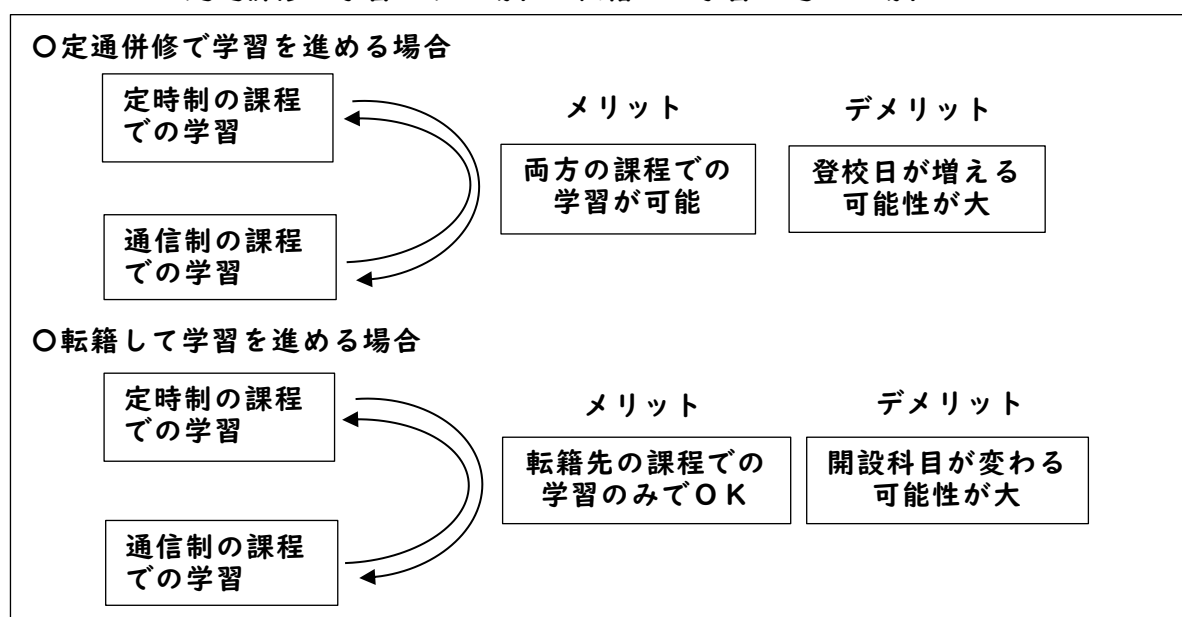 〇定通併修で学習を進める場合
定時制の課程
での学習
メリット
デメリット
両方の課程での
学習が可能
登校日が増える
可能性が大
通信制の課程
での学習
〇転籍して学習を進める場合
定時制の課程
での学習
メリット
デメリット
転籍先の課程での
学習のみでＯＫ
開設科目が変わる
可能性が大
通信制の課程
での学習